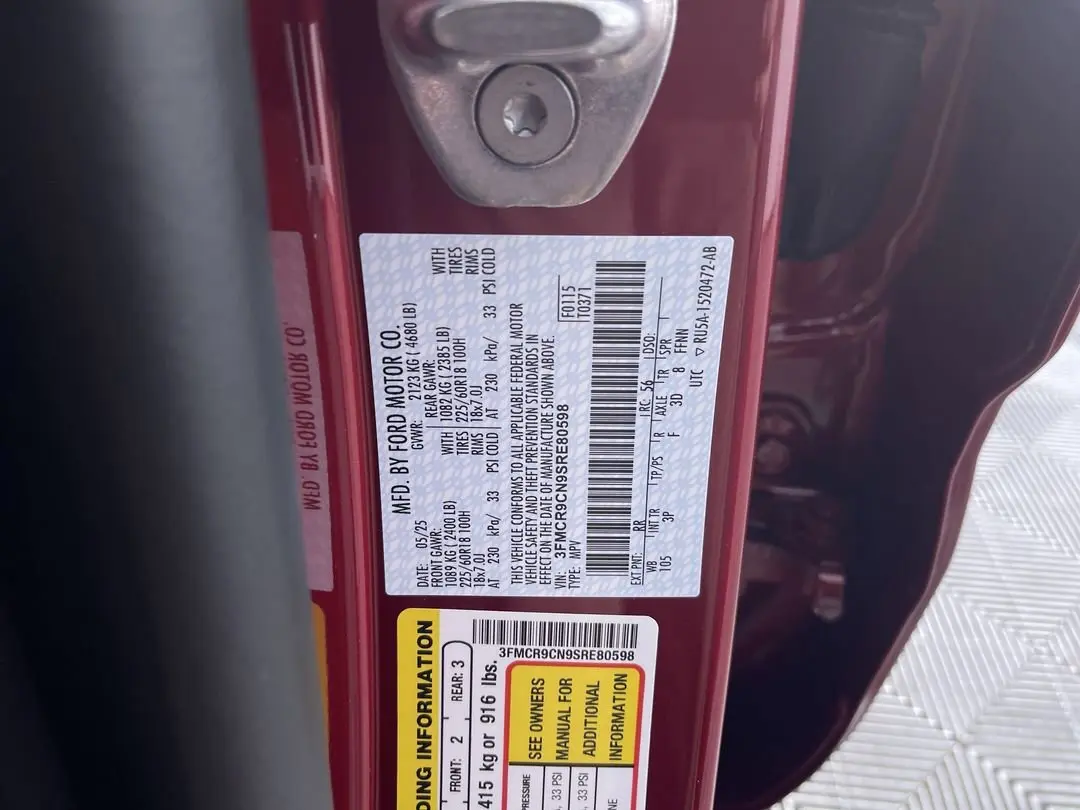 MFD. BY FORD MOTOR CO.
DATE: 05/25 GVWR: 2123 KG ( 4680 LB)
FRONT GAWR: REAR GAWR:
1089 KG ( 2400LB) WITH 1082 KG ( 2385 LB) WITH
225/60R18 100H TIRES 225/60R18 100H TIRES
18x7.0J RIMS 18x7.0J RIMS
AT 230 kPa/ 33 PSI COLD AT 230 kPa/ 33 PSI COLD
THIS VEHICLE CONFORMS TO ALL APPLICABLE FEDERAL MOTOR
VEHICLE SAFETY AND THEFT PREVENTION STANDARDS IN
EFFECT ON THE DATE OF MANUFACTURE SHOWN ABOVE.
VIN: 3FMCR9CN9SRE80598 F0115
TYPE: MPV T0371
EXT PNT: RR RC: 56 DSO:
WB INT TR TP/PS R AXLE TR SPR
105 3P F 3D 8 FFNN
UTC ▽ RU5A-1520472-AB
MFD. BY FORD MOTOR CO.
DING INFORMATION
FRONT: 2 REAR: 3
415 kg or 916 lbs.
3FMCR9CN9SRE80598
SEE OWNERS
MANUAL FOR
ADDITIONAL
INFORMATION
PRESSURE
, 33 PSI
, 33 PSI
NE